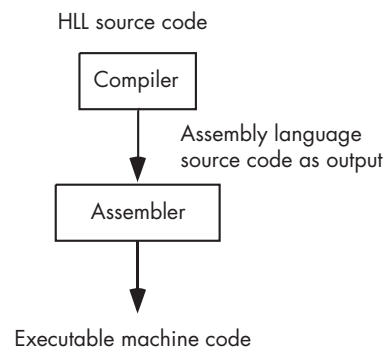 HLL source code
Compiler
Assembly language
source code as output
Assembler
Executable machine code